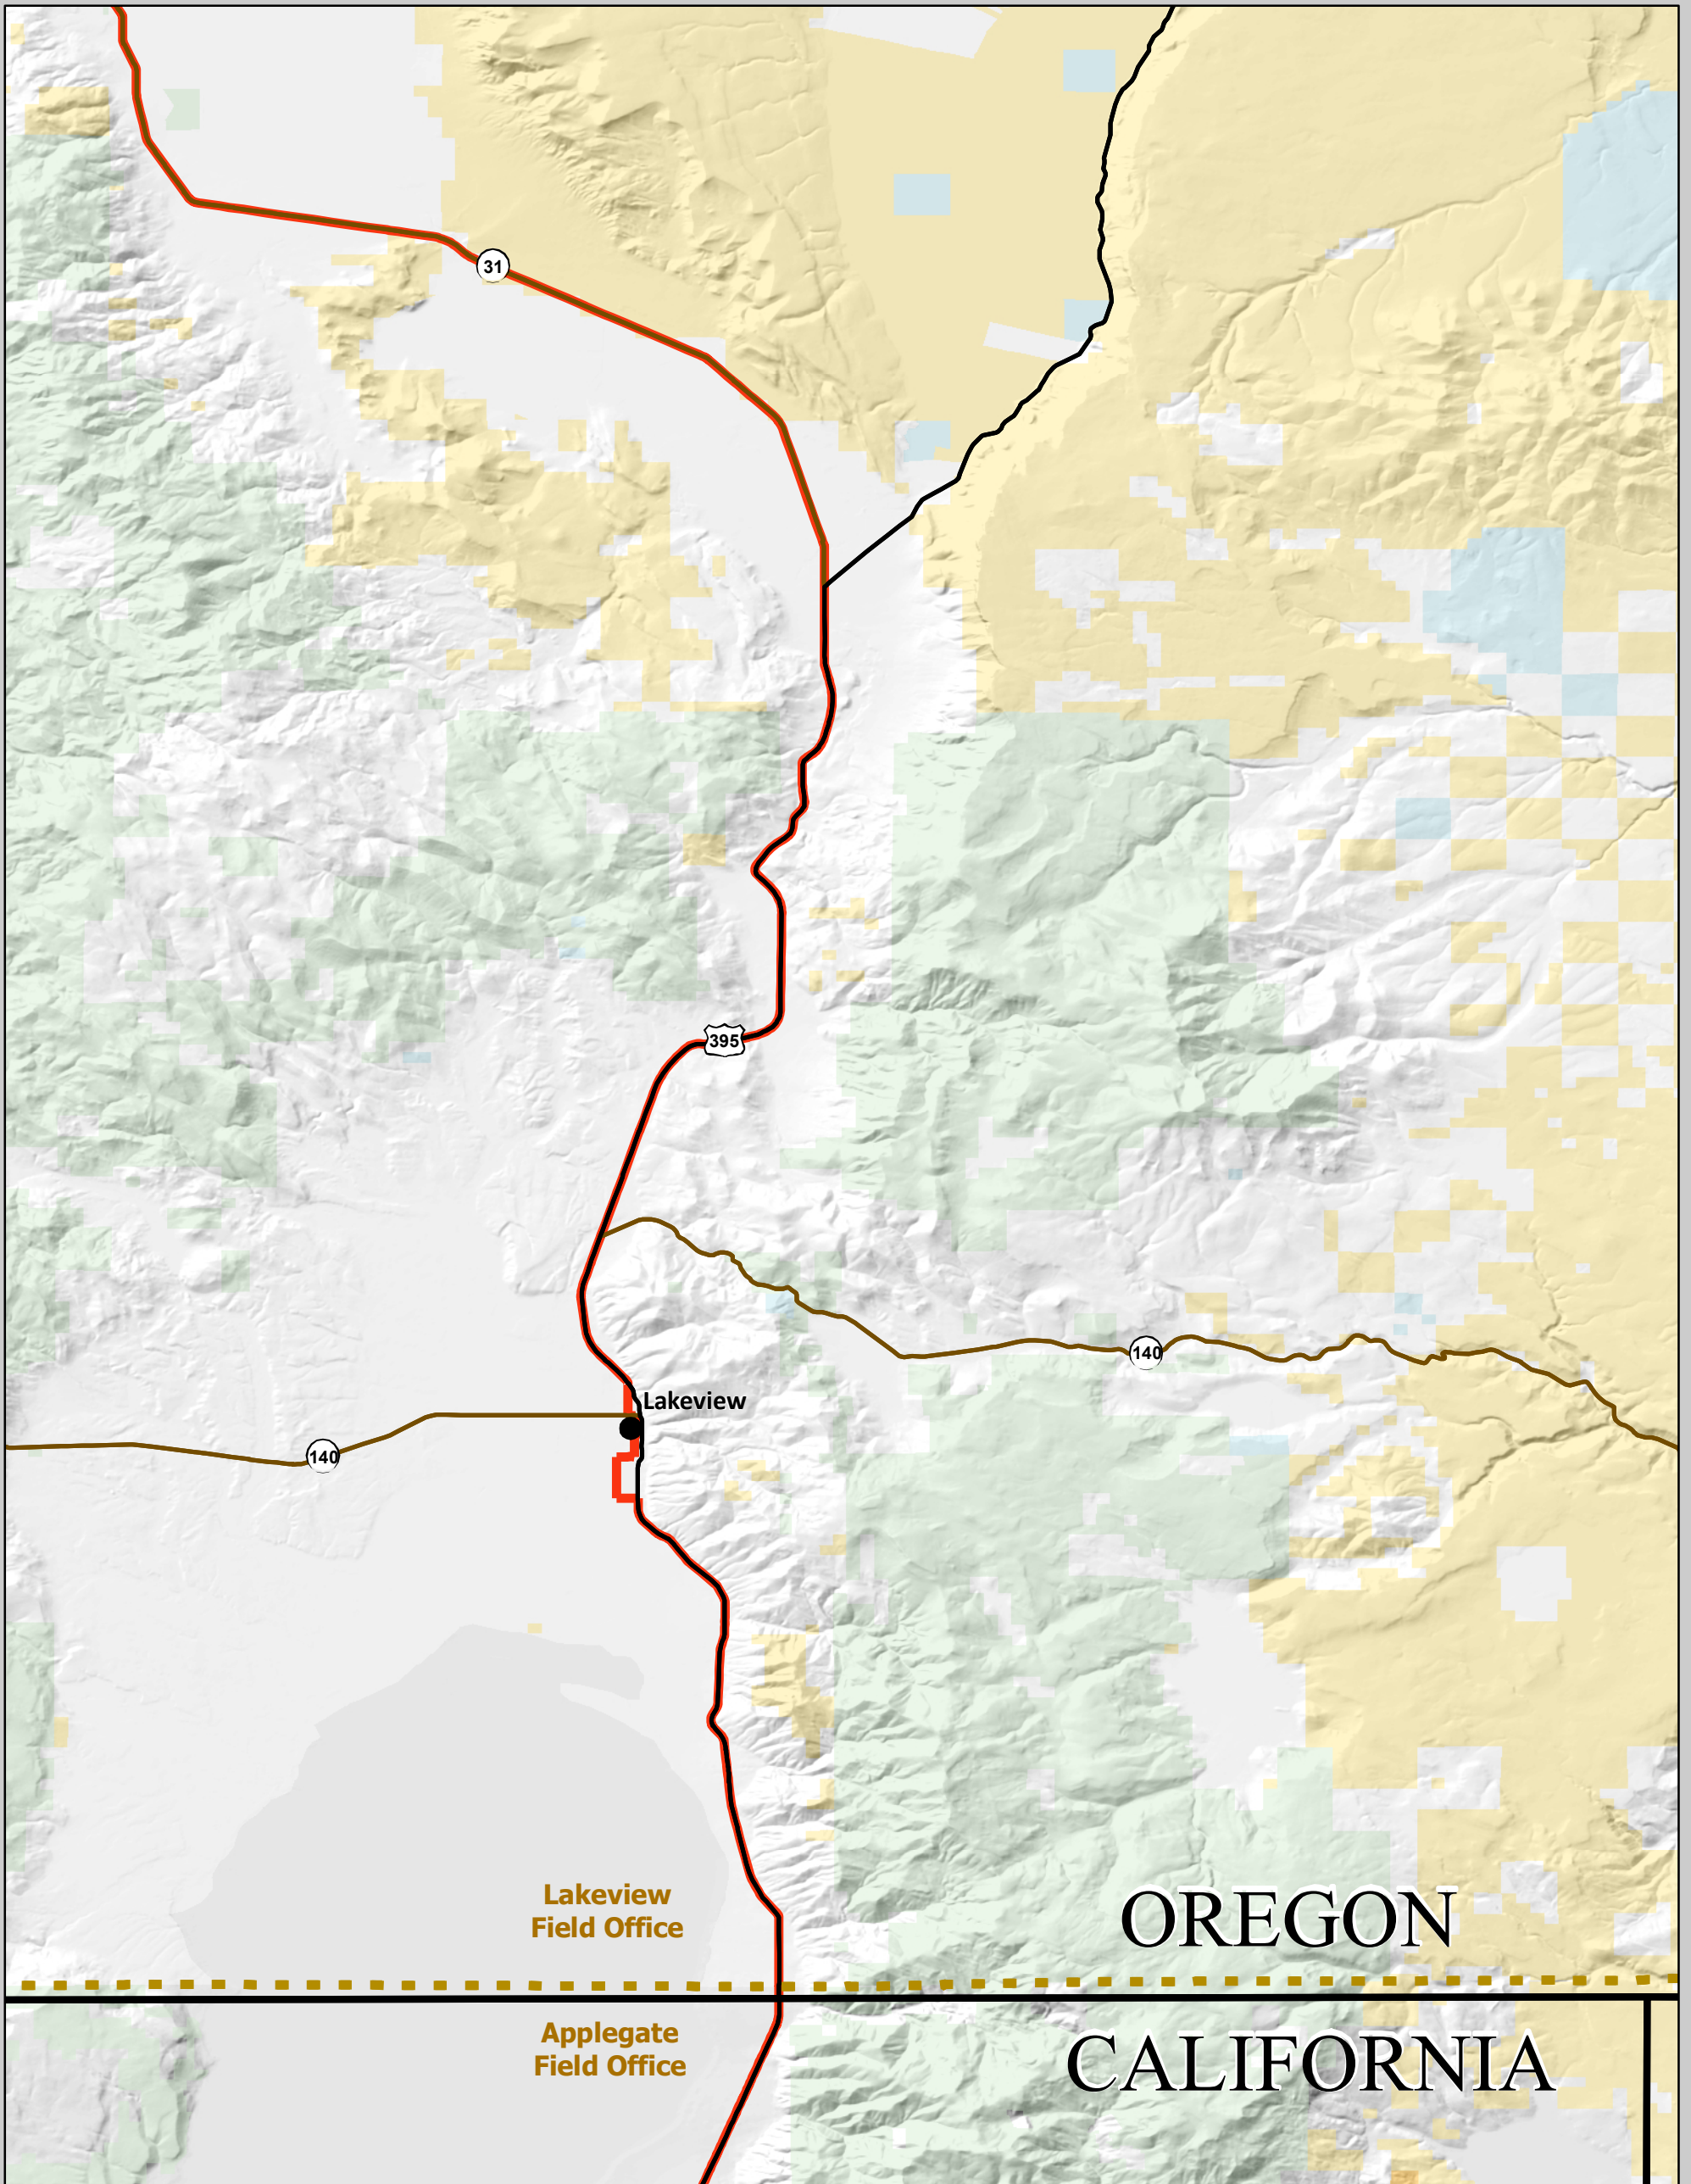 31
395
140
Lakeview
140
Lakeview
Field Office
OREGON
Applegate
Field Office
CALIFORNIA